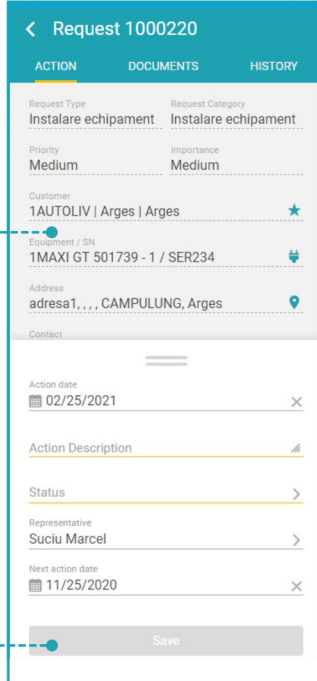 Request 1000220
ACTION DOCUMENTS HISTORY
Request Type Request Category
Instalare echipament Instalare echipament
Priority Importance
Medium Medium
Customer
1AUTOLIV | Arges | Arges
Equipment / SN
1MAXI GT 501739 - 1 / SER234
Address
adresa1, , , , CAMPULUNG, Arges
Contact
Action date
02/25/2021
Action Description
Status
Representative
Suciu Marcel
Next action date
11/25/2020
Save